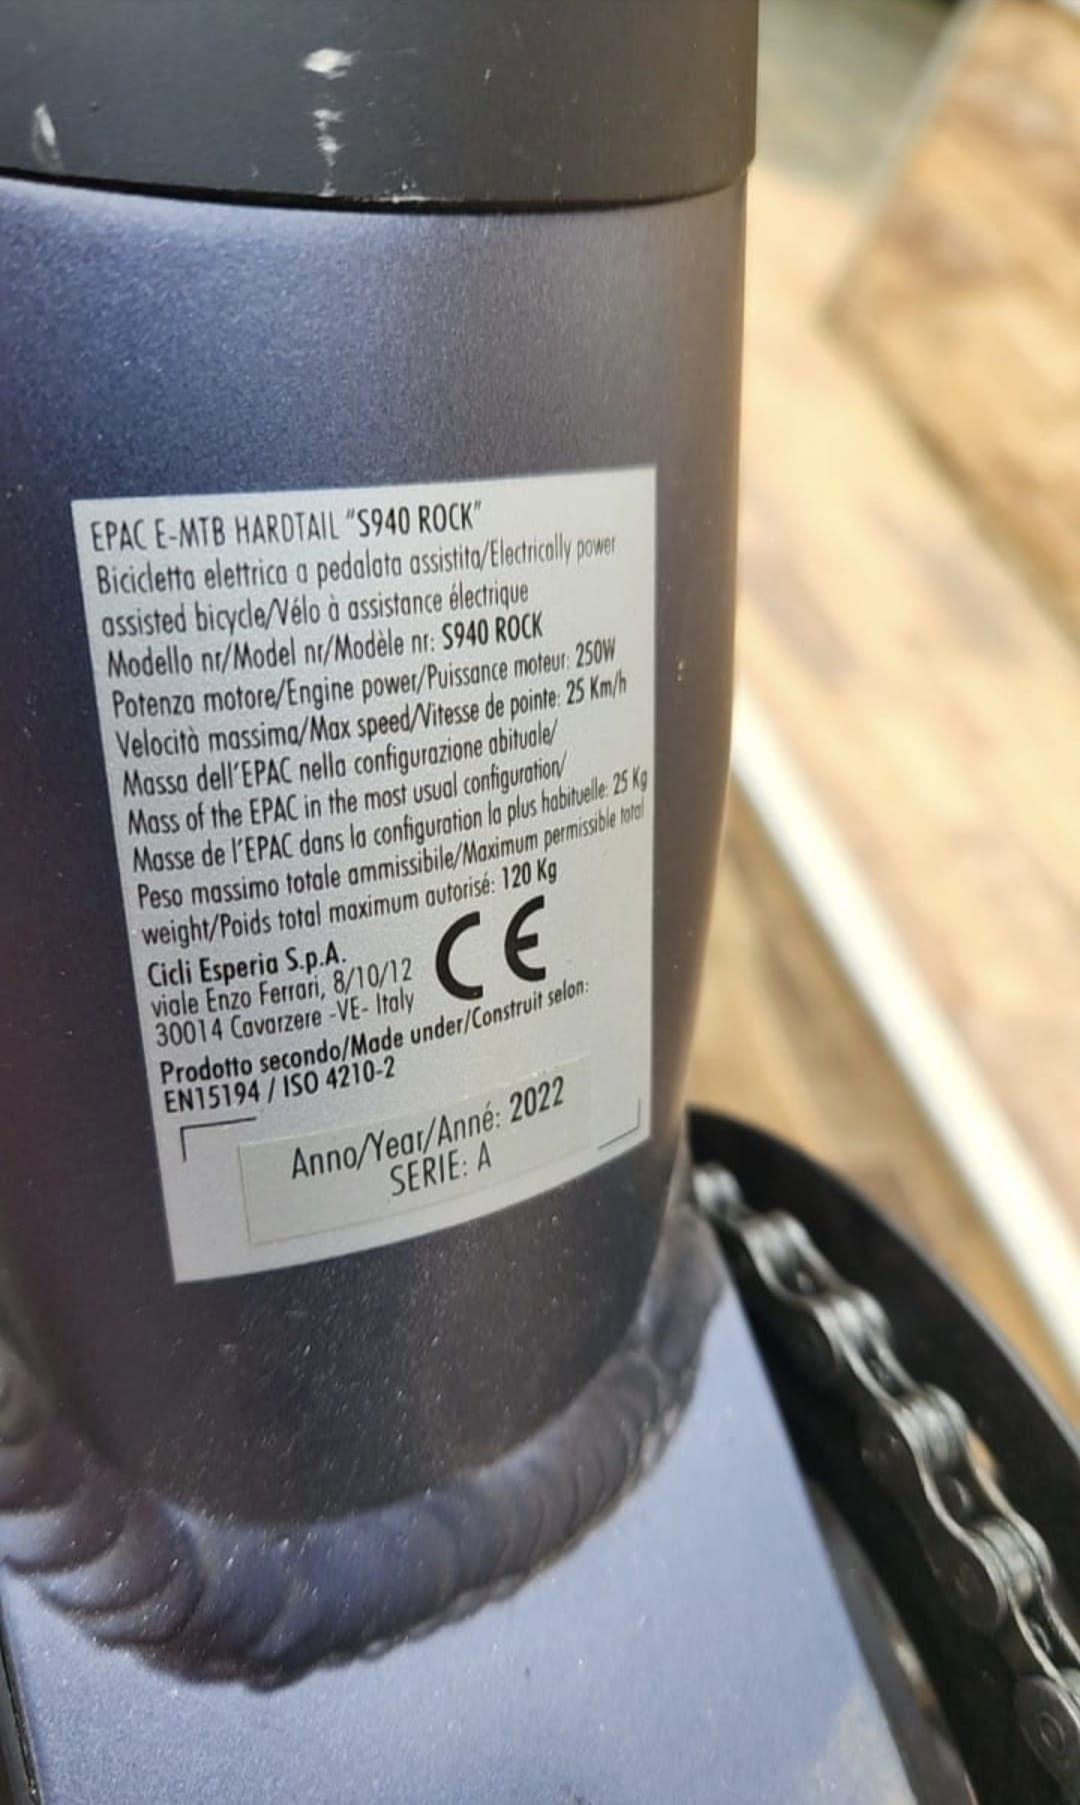 EPAC E-MTB HARDTAIL "S940 ROCK"
Bicicletta elettrica a pedalata assistita/Electrically power
assisted bicycle/Vélo à assistance électrique
Modello nr/Model nr/Modèle nr: S940 ROCK
Potenza motore/Engine power/Puissance moteur: 250W
Velocità massima/Max speed/Vitesse de pointe: 25 Km/h
Massa dell'EPAC nella configurazione abituale/
Mass of the EPAC in the most usual configuration/
Masse de l'EPAC dans la configuration la plus habituelle: 25 Kg
Peso massimo totale ammissibile/Maximum permissible total
weight/Poids total maximum autorisé: 120 Kg
Cicli Esperia S.p.A.
viale Enzo Ferrari, 8/10/12
30014 Cavarzere -VE- Italy
CE
Prodotto secondo/Made under/Construit selon:
EN15194 / ISO 4210-2
Anno/Year/Anné: 2022
SERIE: A